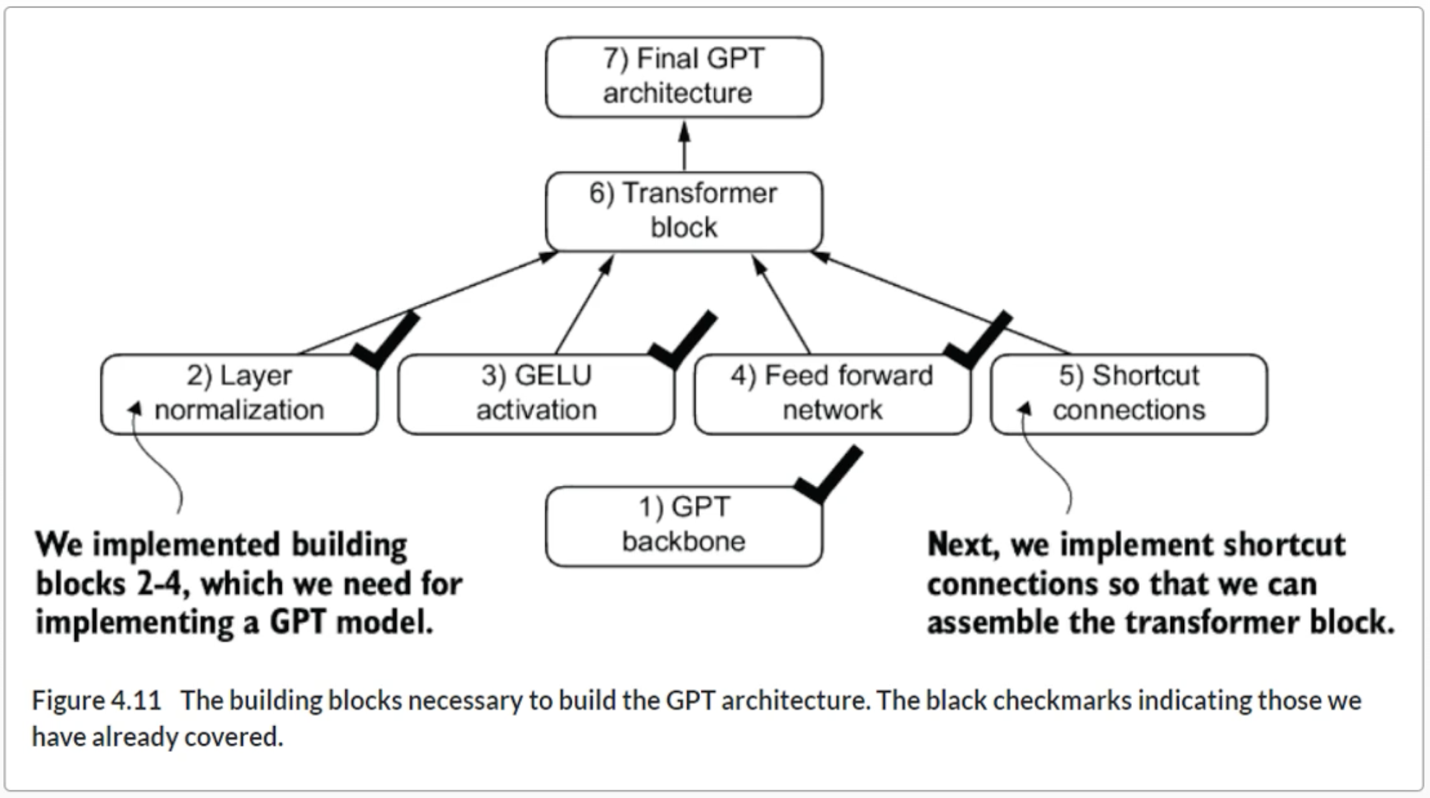 7) Final GPT
architecture
6) Transformer
block
2) Layer
normalization
3) GELU
activation
4) Feed forward
network
5) Shortcut
connections
1) GPT
backbone
We implemented building
blocks 2-4, which we need for
implementing a GPT model.
Next, we implement shortcut
connections so that we can
assemble the transformer block.
Figure 4.11 The building blocks necessary to build the GPT architecture. The black checkmarks indicating those we
have already covered.